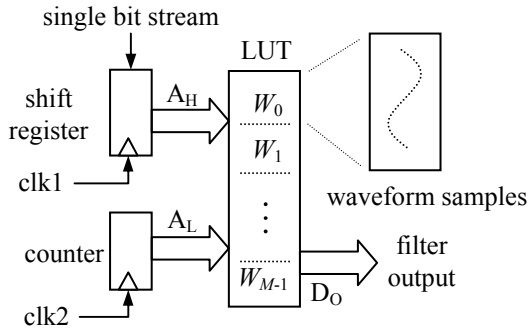 single bit stream
LUT
shift
register
A_H
W_0
W_1
clk1
waveform samples
counter
A_L
⋮
W_{M-1}
D_O
filter
output
clk2